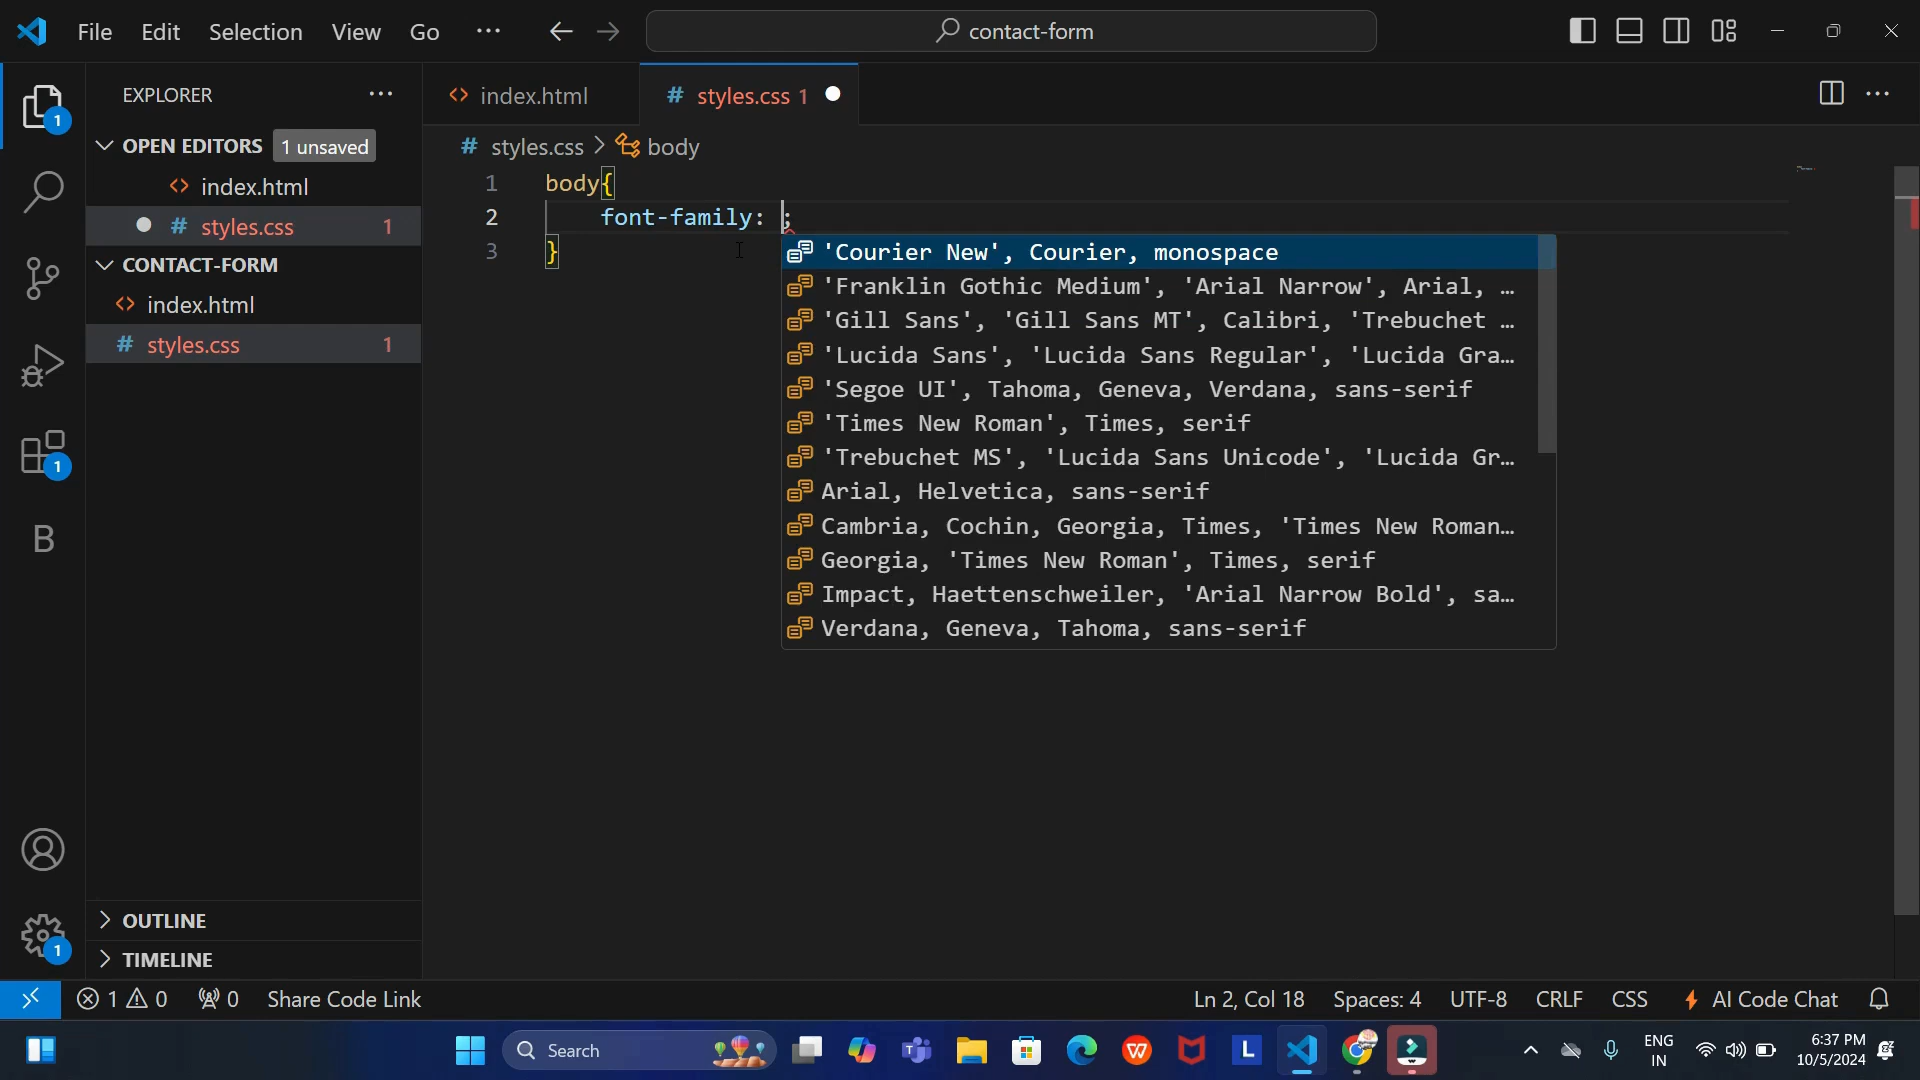 File Edit Selection View Go ··· contact-form
EXPLORER ···
index.html
# styles.css 1
OPEN EDITORS 1 unsaved
index.html
# styles.css 1
CONTACT-FORM
index.html
# styles.css 1
# styles.css > body
1 body{
2 font-family: ;
3 }
'Courier New', Courier, monospace
'Franklin Gothic Medium', 'Arial Narrow', Arial, …
'Gill Sans', 'Gill Sans MT', Calibri, 'Trebuchet …
'Lucida Sans', 'Lucida Sans Regular', 'Lucida Gra…
'Segoe UI', Tahoma, Geneva, Verdana, sans-serif
'Times New Roman', Times, serif
'Trebuchet MS', 'Lucida Sans Unicode', 'Lucida Gr…
Arial, Helvetica, sans-serif
Cambria, Cochin, Georgia, Times, 'Times New Roman…
Georgia, 'Times New Roman', Times, serif
Impact, Haettenschweiler, 'Arial Narrow Bold', sa…
Verdana, Geneva, Tahoma, sans-serif
1
1
B
1
OUTLINE
TIMELINE
1 0 0 Share Code Link Ln 2, Col 18 Spaces: 4 UTF-8 CRLF CSS AI Code Chat
Search
L
ENG
IN
6:37 PM
10/5/2024